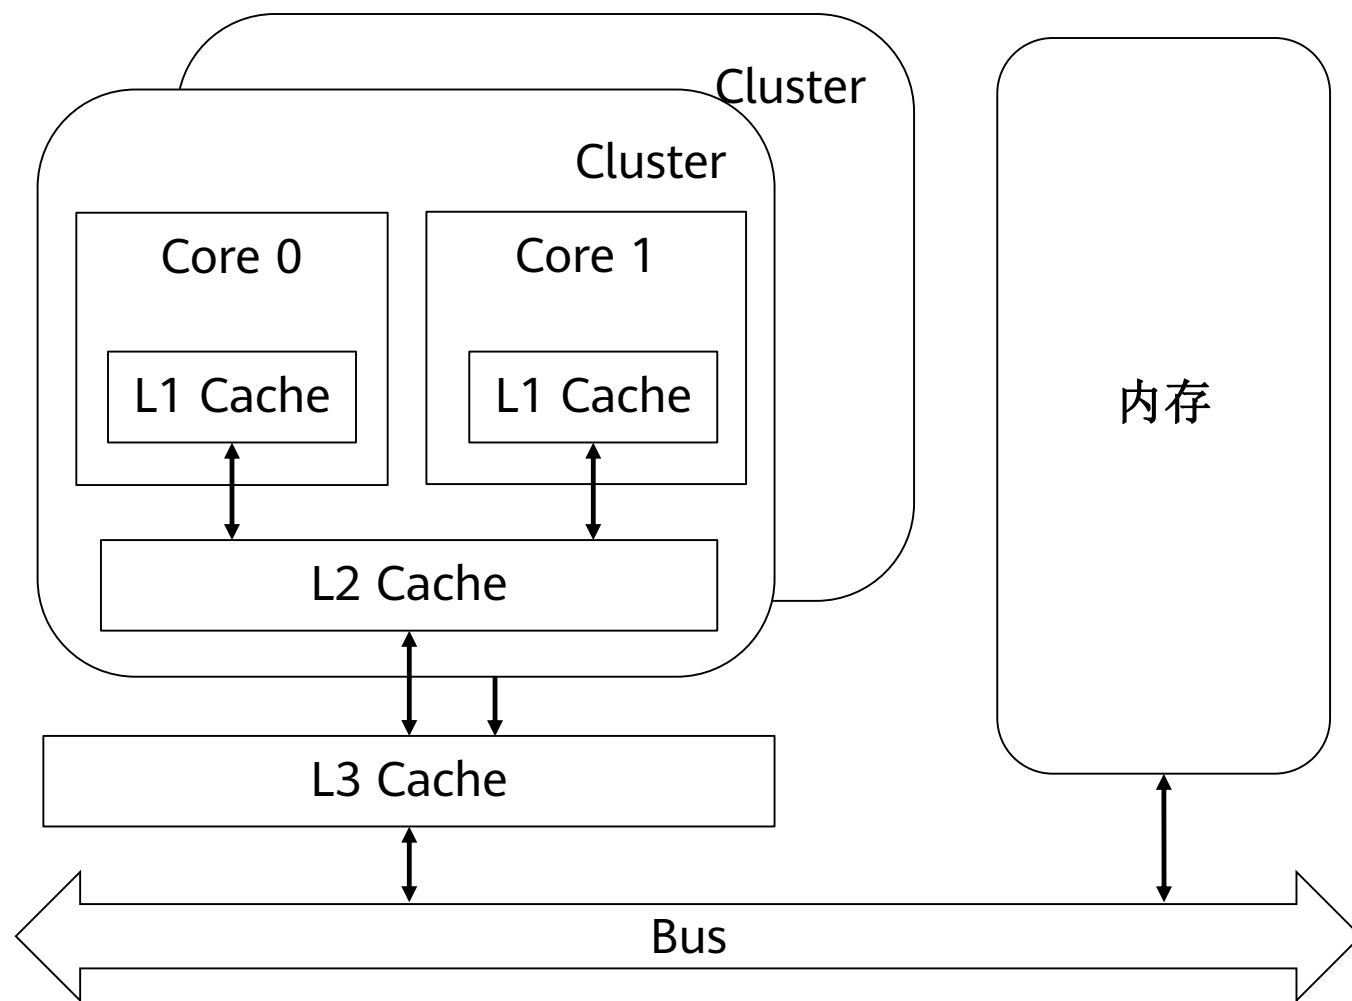 Cluster
Cluster
Core 0
Core 1
L1 Cache
L1 Cache
内存
L2 Cache
L3 Cache
Bus